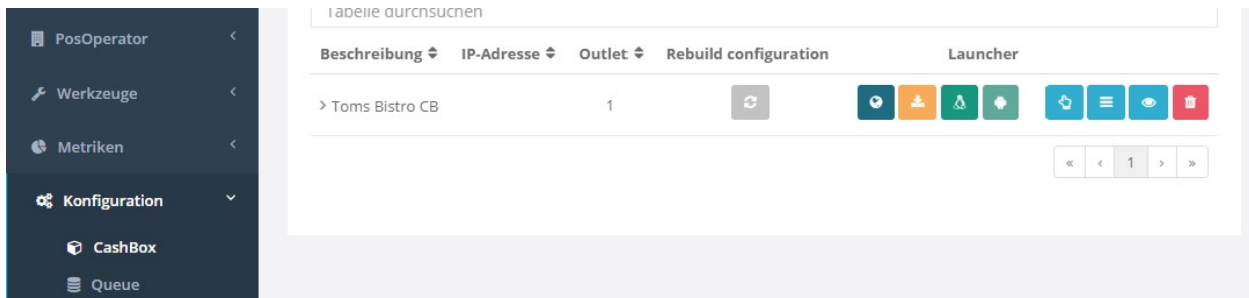 Tabelle durchsuchen
PosOperator
Beschreibung IP-Adresse Outlet Rebuild configuration Launcher
Werkzeuge
> Toms Bistro CB 1
Metriken
« ‹ 1 › »
Konfiguration
CashBox
Queue